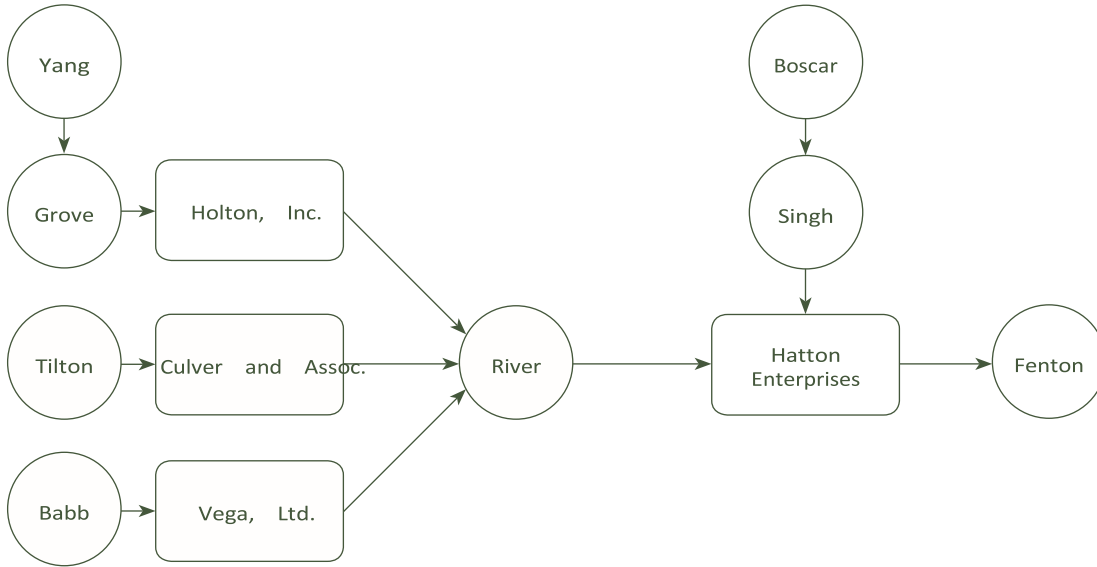 Yang
Boscar
Grove
Holton, Inc.
Singh
Tilton
Culver and Assoc.
River
Hatton
Enterprises
Fenton
Babb
Vega, Ltd.